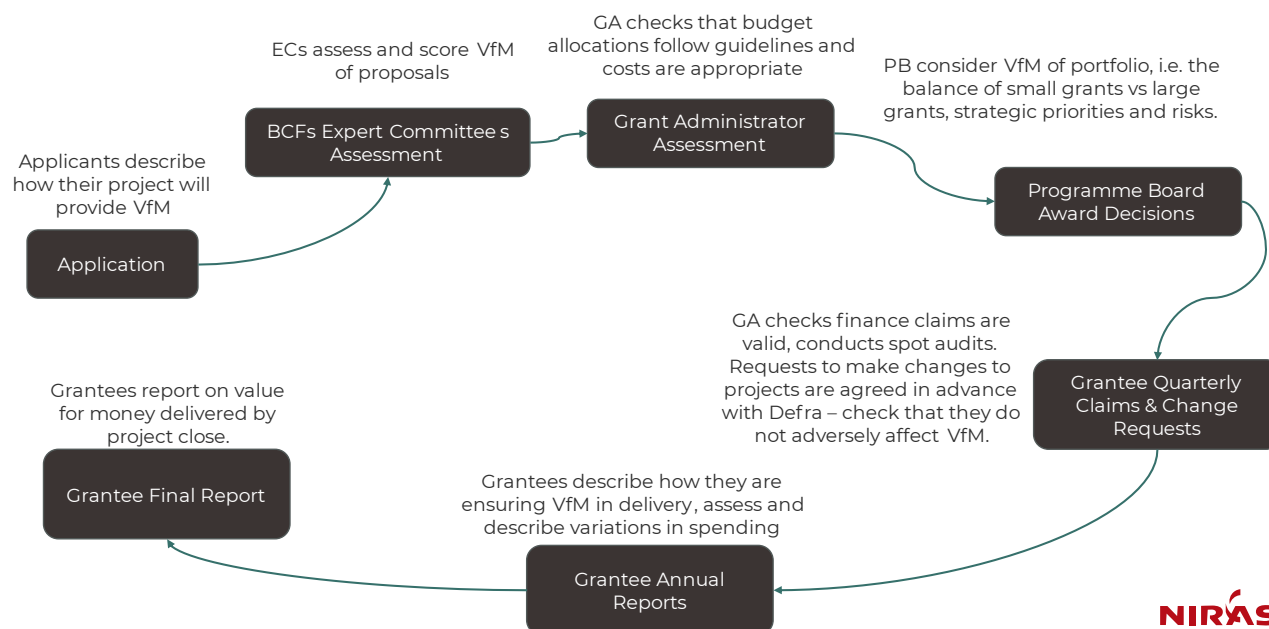 Applicants describe
how their project will
provide VfM
Application
ECs assess and score VfM
of proposals
BCFs Expert Committee s
Assessment
GA checks that budget
allocations follow guidelines and
costs are appropriate
Grant Administrator
Assessment
PB consider VfM of portfolio, i.e. the
balance of small grants vs large
grants, strategic priorities and risks.
Programme Board
Award Decisions
GA checks finance claims are
valid, conducts spot audits.
Requests to make changes to
projects are agreed in advance
with Defra – check that they do
not adversely affect VfM.
Grantee Quarterly
Claims & Change
Requests
Grantees describe how they are
ensuring VfM in delivery, assess and
describe variations in spending
Grantee Annual
Reports
Grantees report on value
for money delivered by
project close.
Grantee Final Report
NIRAS